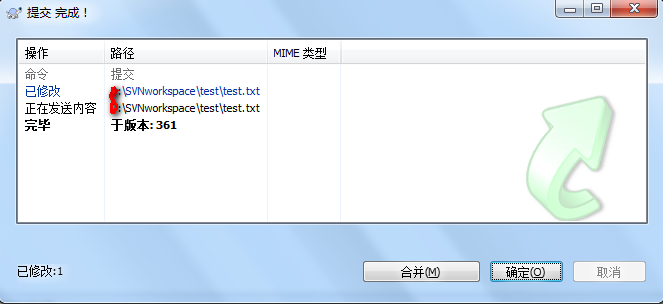 提交 完成！
操作 路径 MIME 类型
命令 提交
已修改 :\SVNworkspace\test\test.txt
正在发送内容 :\SVNworkspace\test\test.txt
完毕 于版本: 361
已修改:1 合并(M) 确定(O) 取消